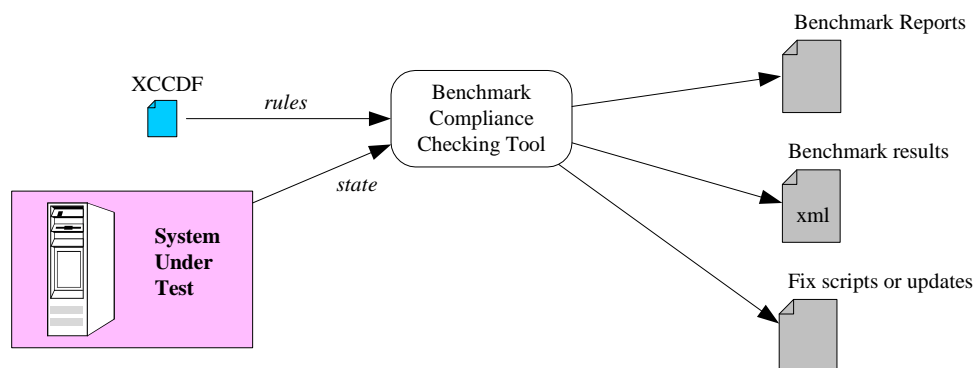 Benchmark Reports
XCCDF
rules
Benchmark
Compliance
Checking Tool
Benchmark results
xml
state
System
Under
Test
Fix scripts or updates